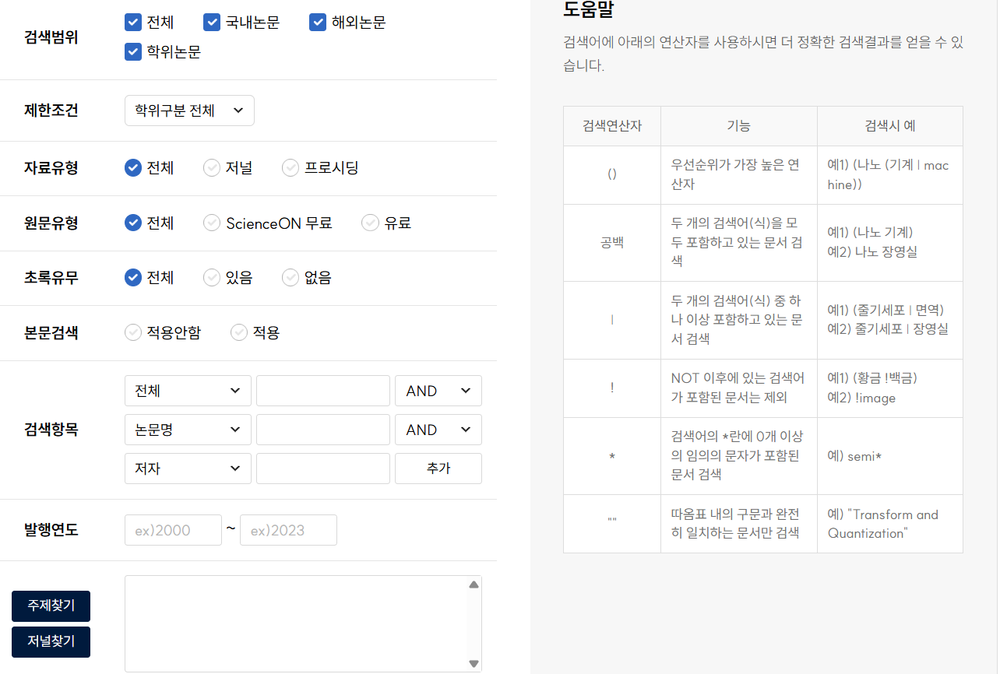 검색범위
전체 국내논문 해외논문
학위논문
제한조건 학위구분 전체
자료유형 전체 저널 프로시딩
원문유형 전체 ScienceON 무료 유료
초록유무 전체 있음 없음
본문검색 적용안함 적용
검색항목
전체 AND
논문명 AND
저자 추가
발행연도 ex)2000 ~ ex)2023
주제찾기
저널찾기
도움말
검색어에 아래의 연산자를 사용하시면 더 정확한 검색결과를 얻을 수 있
습니다.
검색연산자 기능 검색시 예
()
우선순위가 가장 높은 연
산자
예1) (나노 (기계 | mac
hine))
공백
두 개의 검색어(식)을 모
두 포함하고 있는 문서 검
색
예1) (나노 기계)
예2) 나노 장영실
|
두 개의 검색어(식) 중 하
나 이상 포함하고 있는 문
서 검색
예1) (줄기세포 | 면역)
예2) 줄기세포 | 장영실
!
NOT 이후에 있는 검색어
가 포함된 문서는 제외
예1) (황금 !백금)
예2) !image
*
검색어의 *란에 0개 이상
의 임의의 문자가 포함된
문서 검색
예) semi*
""
따옴표 내의 구문과 완전
히 일치하는 문서만 검색
예) "Transform and
Quantization"